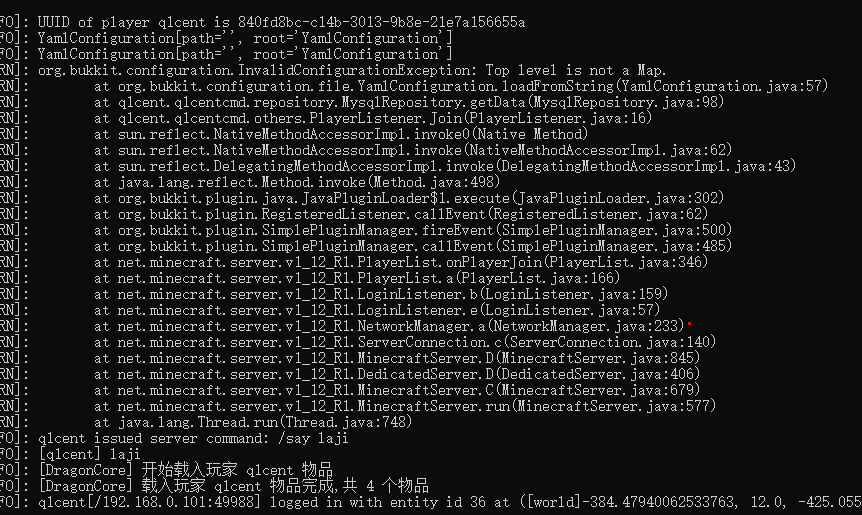 FO]: UUID of player qlcent is 840fd8bc-c14b-3013-9b8e-21e7a156655a
FO]: YamlConfiguration[path='', root='YamlConfiguration']
FO]: YamlConfiguration[path='', root='YamlConfiguration']
RN]: org.bukkit.configuration.InvalidConfigurationException: Top level is not a Map.
RN]: at org.bukkit.configuration.file.YamlConfiguration.loadFromString(YamlConfiguration.java:57)
RN]: at qlcent.qlcentcmd.repository.MysqlRepository.getData(MysqlRepository.java:98)
RN]: at qlcent.qlcentcmd.others.PlayerListener.Join(PlayerListener.java:16)
RN]: at sun.reflect.NativeMethodAccessorImpl.invoke0(Native Method)
RN]: at sun.reflect.NativeMethodAccessorImpl.invoke(NativeMethodAccessorImpl.java:62)
RN]: at sun.reflect.DelegatingMethodAccessorImpl.invoke(DelegatingMethodAccessorImpl.java:43)
RN]: at java.lang.reflect.Method.invoke(Method.java:498)
RN]: at org.bukkit.plugin.java.JavaPluginLoader$1.execute(JavaPluginLoader.java:302)
RN]: at org.bukkit.plugin.RegisteredListener.callEvent(RegisteredListener.java:62)
RN]: at org.bukkit.plugin.SimplePluginManager.fireEvent(SimplePluginManager.java:500)
RN]: at org.bukkit.plugin.SimplePluginManager.callEvent(SimplePluginManager.java:485)
RN]: at net.minecraft.server.v1_12_R1.PlayerList.onPlayerJoin(PlayerList.java:346)
RN]: at net.minecraft.server.v1_12_R1.PlayerList.a(PlayerList.java:166)
RN]: at net.minecraft.server.v1_12_R1.LoginListener.b(LoginListener.java:159)
RN]: at net.minecraft.server.v1_12_R1.LoginListener.e(LoginListener.java:57)
RN]: at net.minecraft.server.v1_12_R1.NetworkManager.a(NetworkManager.java:233)
RN]: at net.minecraft.server.v1_12_R1.ServerConnection.c(ServerConnection.java:140)
RN]: at net.minecraft.server.v1_12_R1.MinecraftServer.D(MinecraftServer.java:845)
RN]: at net.minecraft.server.v1_12_R1.DedicatedServer.D(DedicatedServer.java:406)
RN]: at net.minecraft.server.v1_12_R1.MinecraftServer.C(MinecraftServer.java:679)
RN]: at net.minecraft.server.v1_12_R1.MinecraftServer.run(MinecraftServer.java:577)
RN]: at java.lang.Thread.run(Thread.java:748)
FO]: qlcent issued server command: /say laji
FO]: [qlcent] laji
FO]: [DragonCore] 开始载入玩家 qlcent 物品
FO]: [DragonCore] 载入玩家 qlcent 物品完成,共 4 个物品
FO]: qlcent[/192.168.0.101:49988] logged in with entity id 36 at ([world]-384.47940062533763, 12.0, -425.055